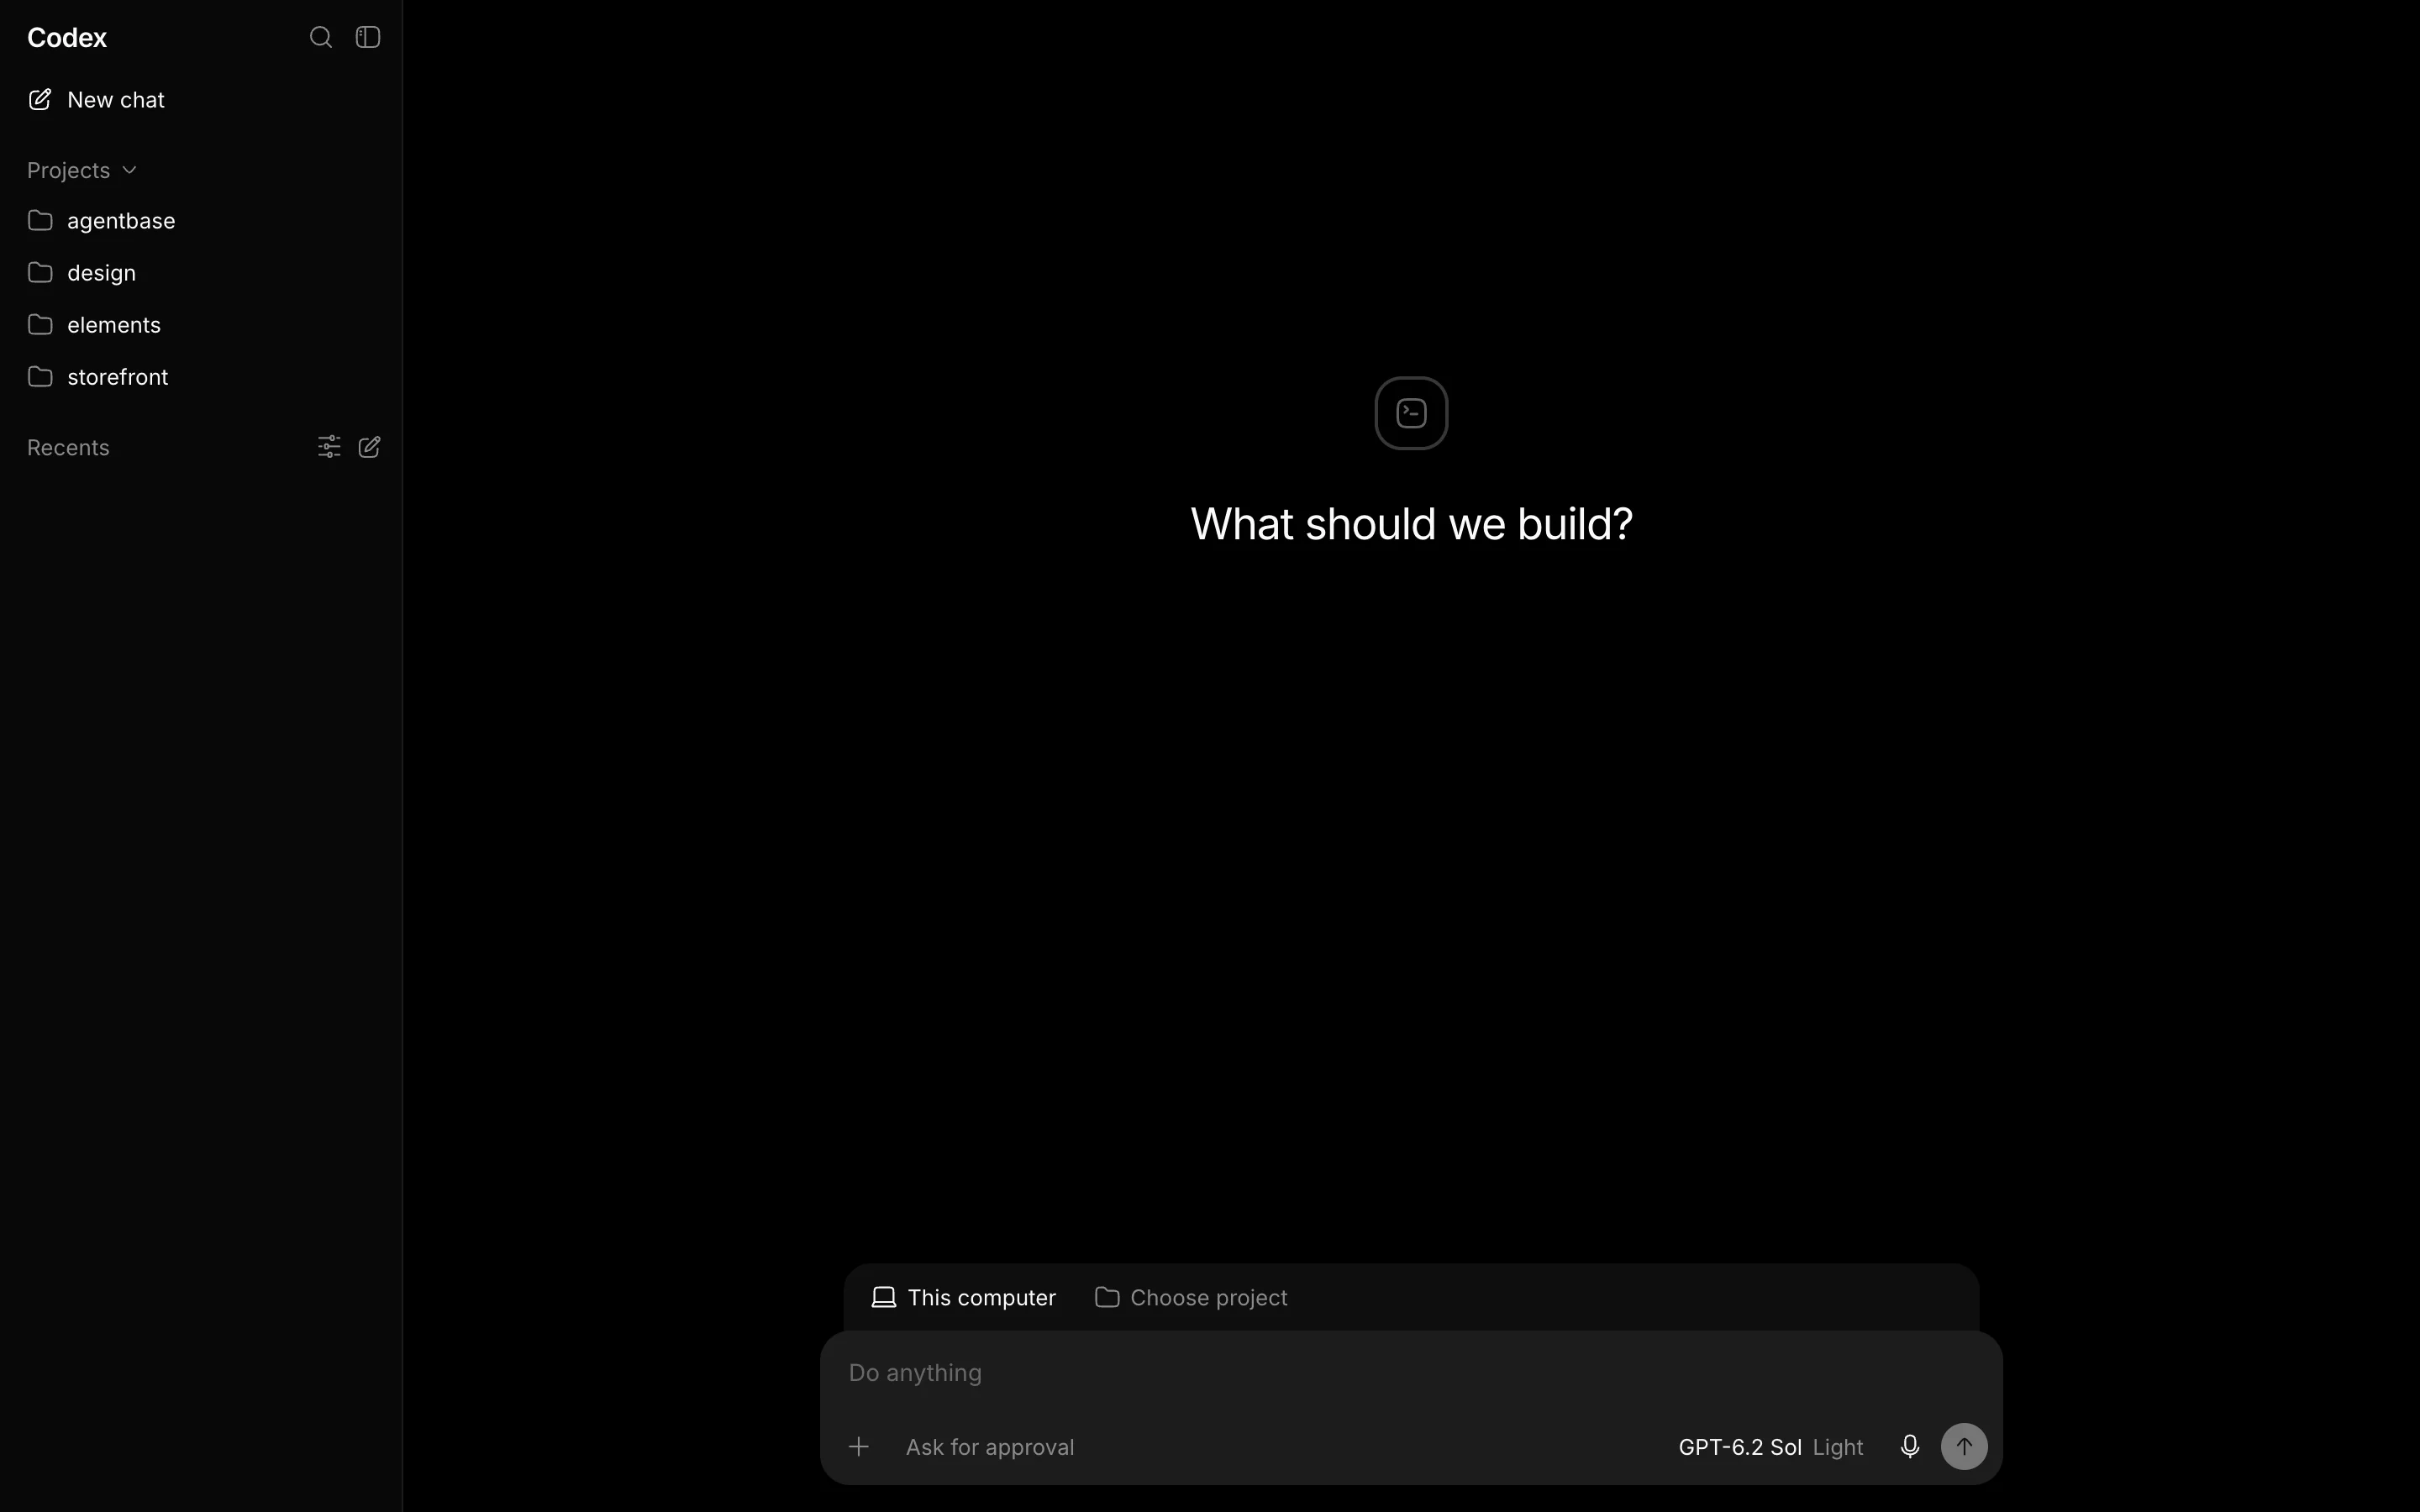 Codex
New chat
Projects
agentbase
design
elements
storefront
Recents
What should we build?
This computer Choose project
Do anything
Ask for approval GPT-6.2 Sol Light